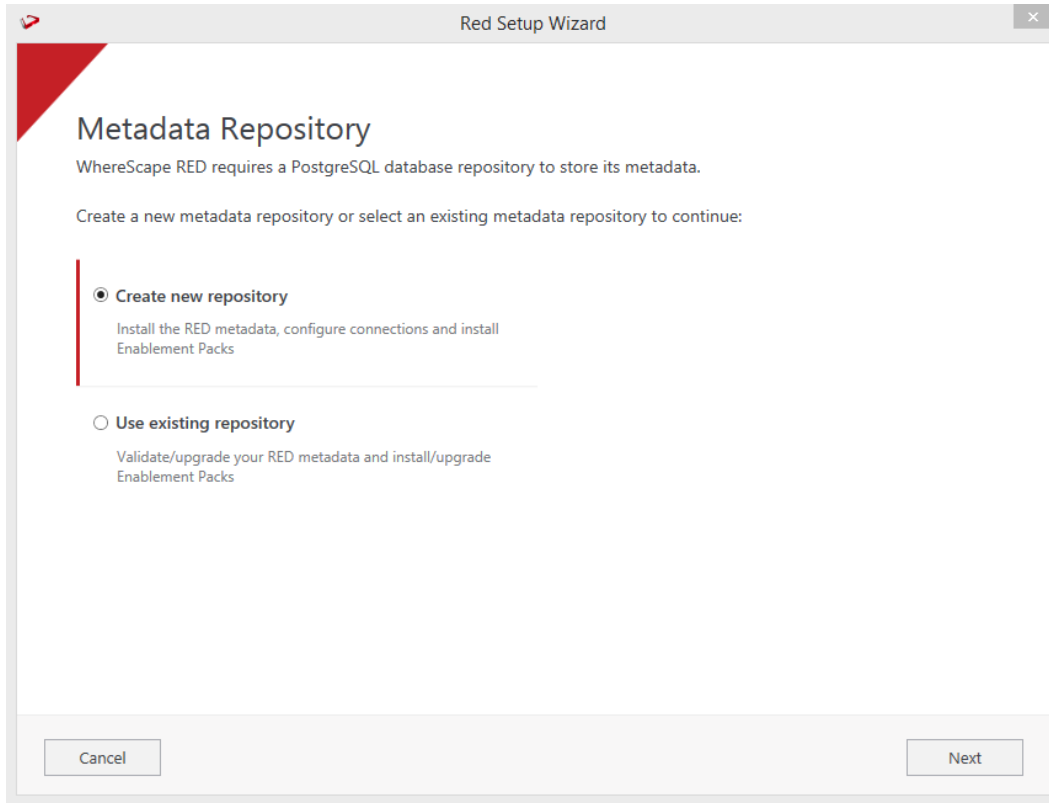 Red Setup Wizard
Metadata Repository
WhereScape RED requires a PostgreSQL database repository to store its metadata.
Create a new metadata repository or select an existing metadata repository to continue:
Create new repository
Install the RED metadata, configure connections and install
Enablement Packs
Use existing repository
Validate/upgrade your RED metadata and install/upgrade
Enablement Packs
Cancel
Next